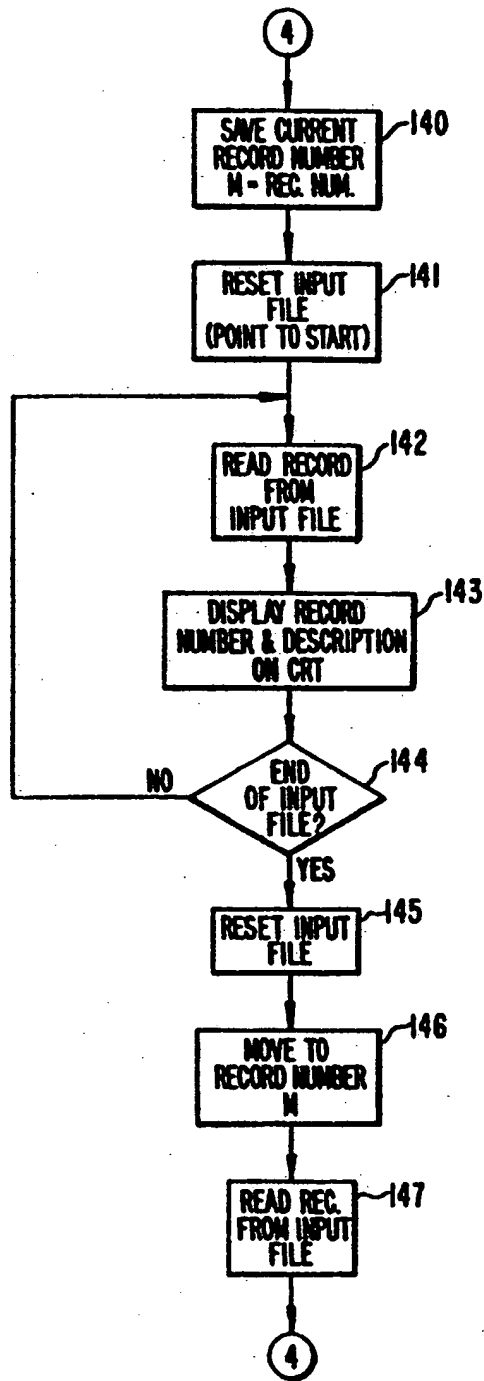 4
SAVE CURRENT
RECORD NUMBER
M = REC. NUM.
140
RESET INPUT
FILE
(POINT TO START)
141
READ RECORD
FROM
INPUT FILE
142
DISPLAY RECORD
NUMBER & DESCRIPTION
ON CRT
143
END
OF INPUT
FILE?
144
NO
YES
RESET INPUT
FILE
145
MOVE TO
RECORD NUMBER
M
146
READ REC.
FROM INPUT
FILE
147
4